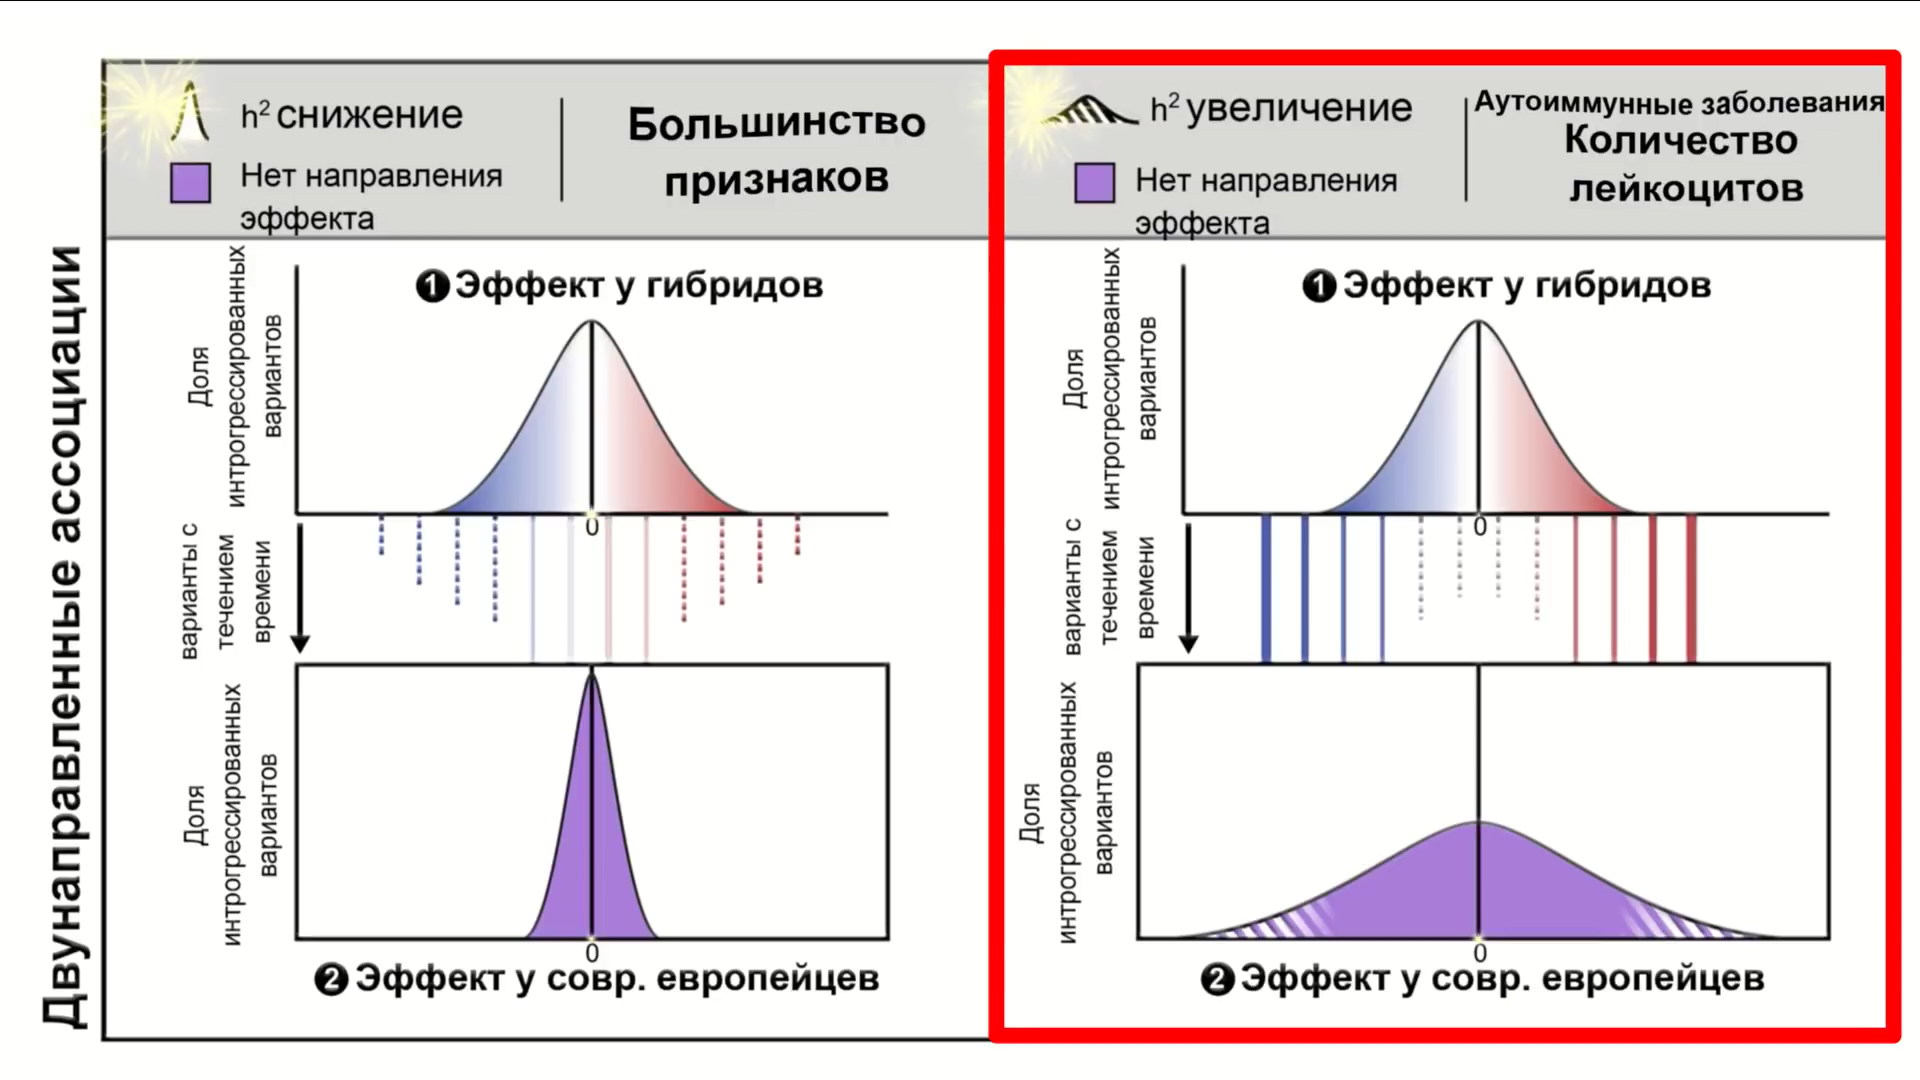 Двунаправленные ассоциации
h² снижение
Нет направления
эффекта
Большинство
признаков
❶ Эффект у гибридов
Доля
интрогрессированных
вариантов
0
варианты с
течением
времени
Доля
интрогрессированных
вариантов
0
❷ Эффект у совр. европейцев
h² увеличение
Нет направления
эффекта
Аутоиммунные заболевания
Количество
лейкоцитов
❶ Эффект у гибридов
Доля
интрогрессированных
вариантов
0
варианты с
течением
времени
Доля
интрогрессированных
вариантов
0
❷ Эффект у совр. европейцев